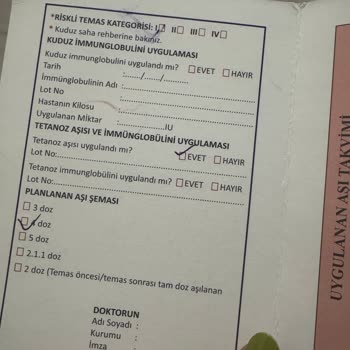 *RİSKLİ TEMAS KATEGORİSİ: I☐ II☐ III☐ IV☐
* Kuduz saha rehberine bakınız.
KUDUZ İMMUNGLOBULİNİ UYGULAMASI
Kuduz immunglobulini uygulandı mı? ☐EVET ☐HAYIR
Tarih :....../....../...........
İmmünglobulinin Adı :
Lot No
Hastanın Kilosu
Uygulanan Miktar :..................IU
TETANOZ AŞISI VE İMMÜNGLOBÜLİNİ UYGULAMASI
Tetanoz aşısı uygulandı mı? ☑EVET ☐HAYIR
Lot No:
Tetanoz immunglobulini uygulandı mı? ☐EVET ☐HAYIR
Lot No:
PLANLANAN AŞI ŞEMASI
☐ 3 doz
☑ 4 doz
☐ 5 doz
☐ 2.1.1 doz
☐ 2 doz (Temas öncesi/temas sonrası tam doz aşılanan
DOKTORUN
Adı Soyadı :
Kurumu :
İmza
UYGULANAN AŞI TAKVİMİ